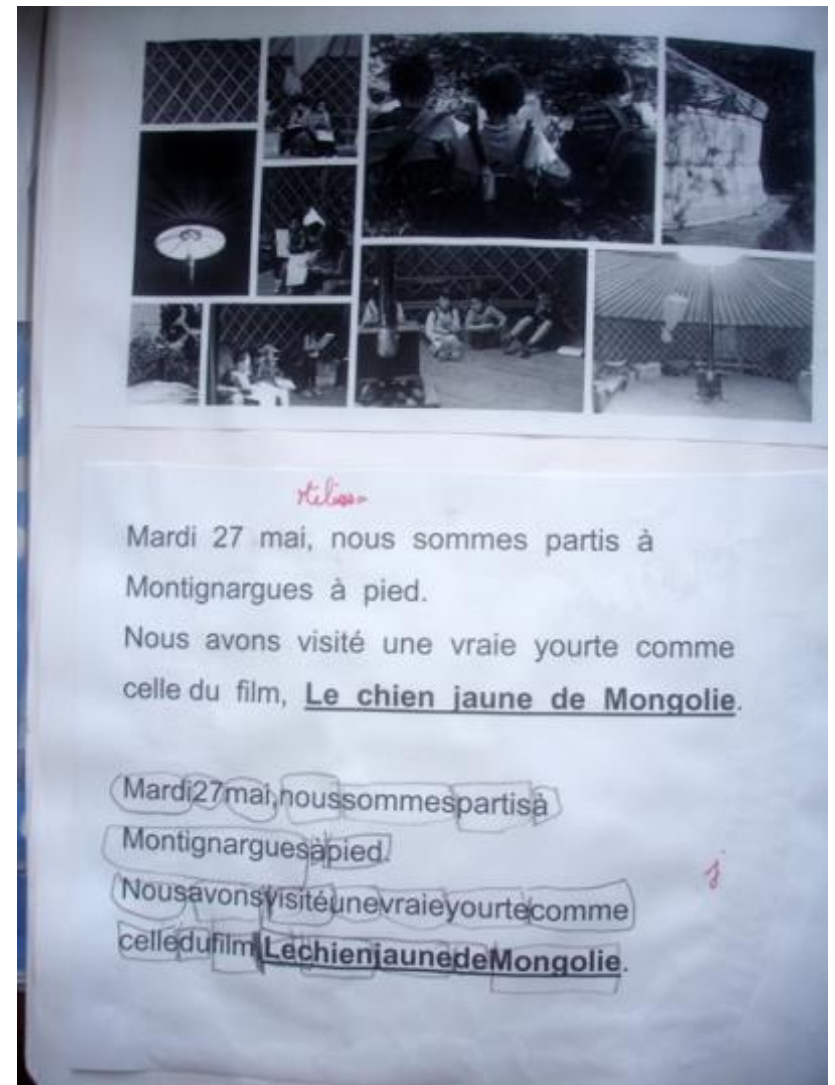 Mardi 27 mai, nous sommes partis à
Montignargues à pied.
Nous avons visité une vraie yourte comme
celle du film, Le chien jaune de Mongolie.
Mardi27mai,noussommespartisà
Montignarguesàpied.
Nousavonsvisitéunevraieyourtecomme
celledufilm,LechienjaunedeMongolie.